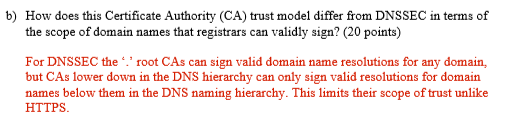 b) How does this Certificate Authority (CA) trust model differ from DNSSEC in terms of
the scope of domain names that registrars can validly sign? (20 points)
For DNSSEC the ‘.’ root CAs can sign valid domain name resolutions for any domain,
but CAs lower down in the DNS hierarchy can only sign valid resolutions for domain
names below them in the DNS naming hierarchy. This limits their scope of trust unlike
HTTPS.